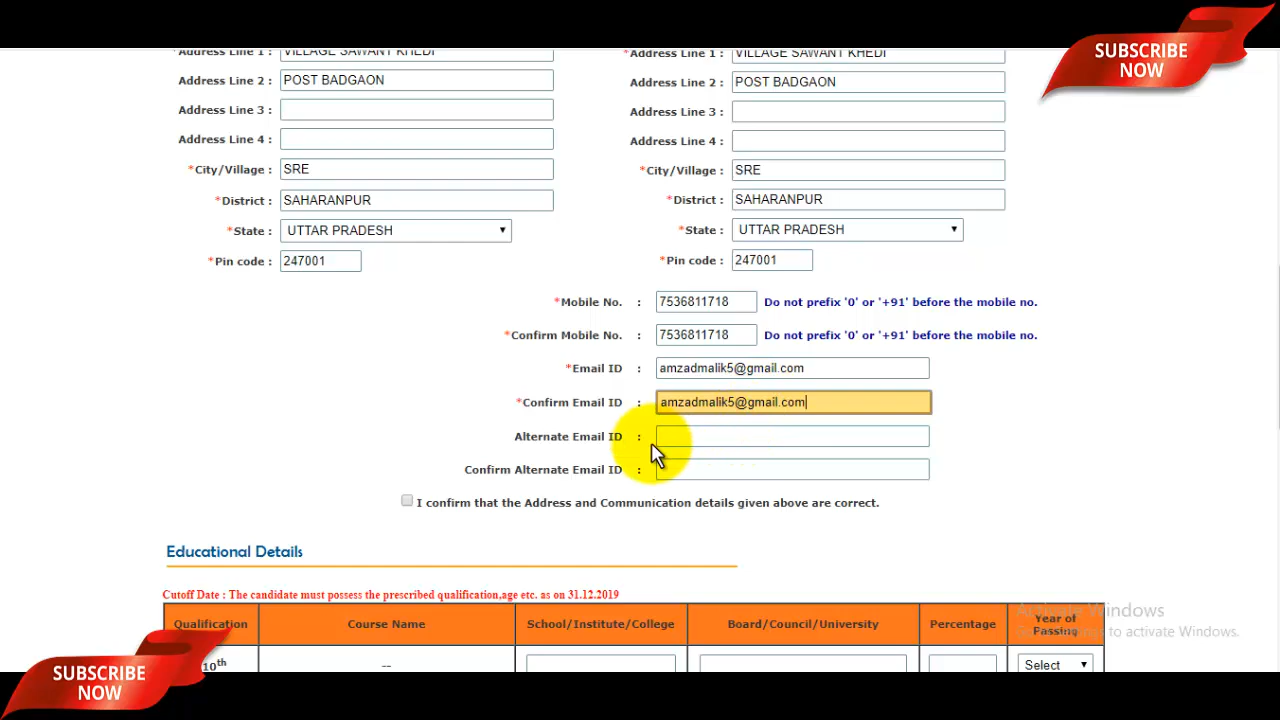 SUBSCRIBE
NOW
*Address Line 1 : VILLAGE SAWANT KHEDI *Address Line 1 : VILLAGE SAWANT KHEDI
Address Line 2 : POST BADGAON Address Line 2 : POST BADGAON
Address Line 3 : Address Line 3 :
Address Line 4 : Address Line 4 :
*City/Village : SRE *City/Village : SRE
*District : SAHARANPUR *District : SAHARANPUR
*State : UTTAR PRADESH *State : UTTAR PRADESH
*Pin code : 247001 *Pin code : 247001
*Mobile No. : 7536811718 Do not prefix '0' or '+91' before the mobile no.
*Confirm Mobile No. : 7536811718 Do not prefix '0' or '+91' before the mobile no.
*Email ID : amzadmalik5@gmail.com
*Confirm Email ID : amzadmalik5@gmail.com
Alternate Email ID :
Confirm Alternate Email ID :
I confirm that the Address and Communication details given above are correct.
Educational Details
Cutoff Date : The candidate must possess the prescribed qualification,age etc. as on 31.12.2019
Qualification Course Name School/Institute/College Board/Council/University Percentage Year of Passing
10th -- Select
Activate Windows
to activate Windows.
SUBSCRIBE
NOW